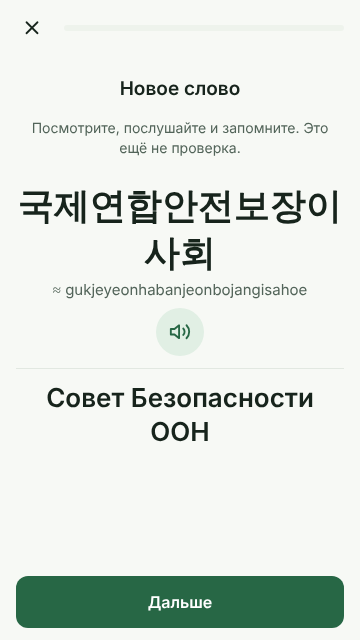 Новое слово
Посмотрите, послушайте и запомните. Это
ещё не проверка.
국제연합안전보장이
사회
≈ gukjeyeonhabanjeonbojangisahoe
Совет Безопасности
ООН
Дальше